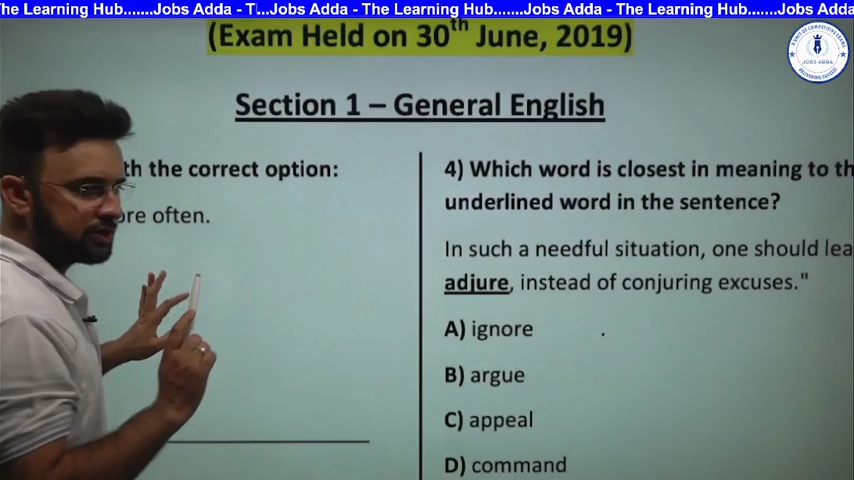 he Learning Hub.......Jobs Adda - T...Jobs Adda - The Learning Hub.......Jobs Adda - The Learning Hub.......Jobs Adda
(Exam Held on 30th June, 2019)
JOBS ADDA
Section 1 – General English
th the correct option:
ore often.
4) Which word is closest in meaning to th
underlined word in the sentence?
In such a needful situation, one should lea
adjure, instead of conjuring excuses."
A) ignore
B) argue
C) appeal
D) command